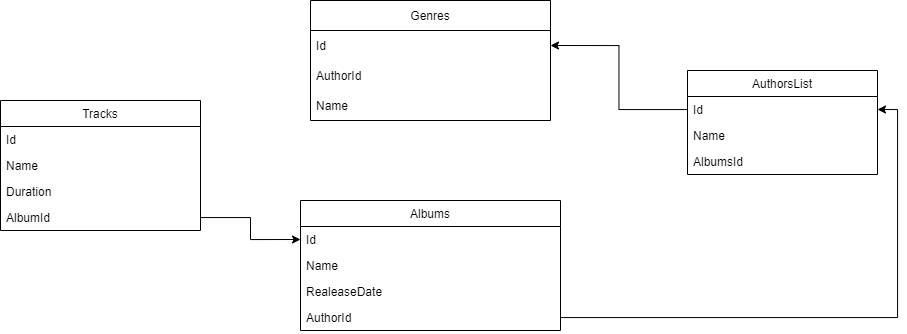 Genres
Id
AuthorId
Name
AuthorsList
Id
Name
AlbumsId
Tracks
Id
Name
Duration
AlbumId
Albums
Id
Name
RealeaseDate
AuthorId